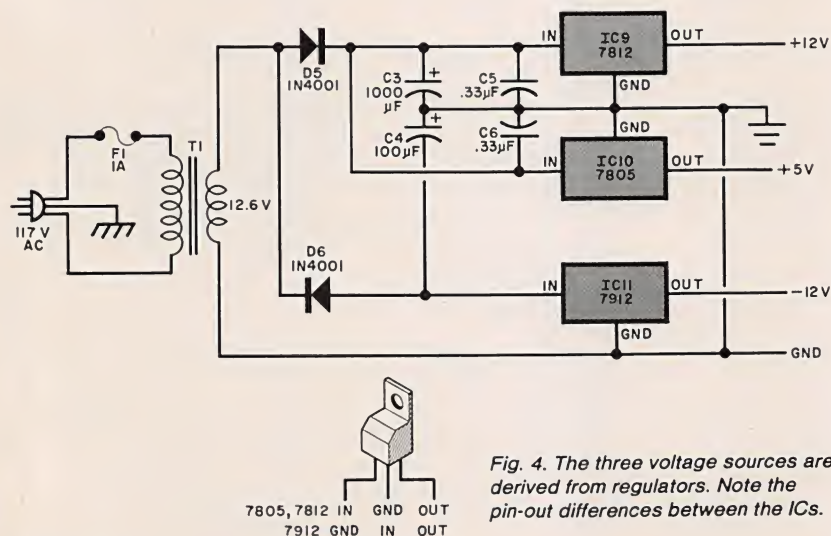 D5
1N4001
C3
1000
µF
+
C5
.33µF
IN
IC9
7812
OUT
+12V
GND
F1
1A
T1
12.6V
+
C4
100µF
C6
.33µF
GND
IN
IC10
7805
OUT
+5V
117 V
AC
D6
1N4001
IN
IC11
7912
OUT
-12V
GND
GND
7805, 7812 IN GND OUT
7912 GND IN OUT
Fig. 4. The three voltage sources are
derived from regulators. Note the
pin-out differences between the ICs.